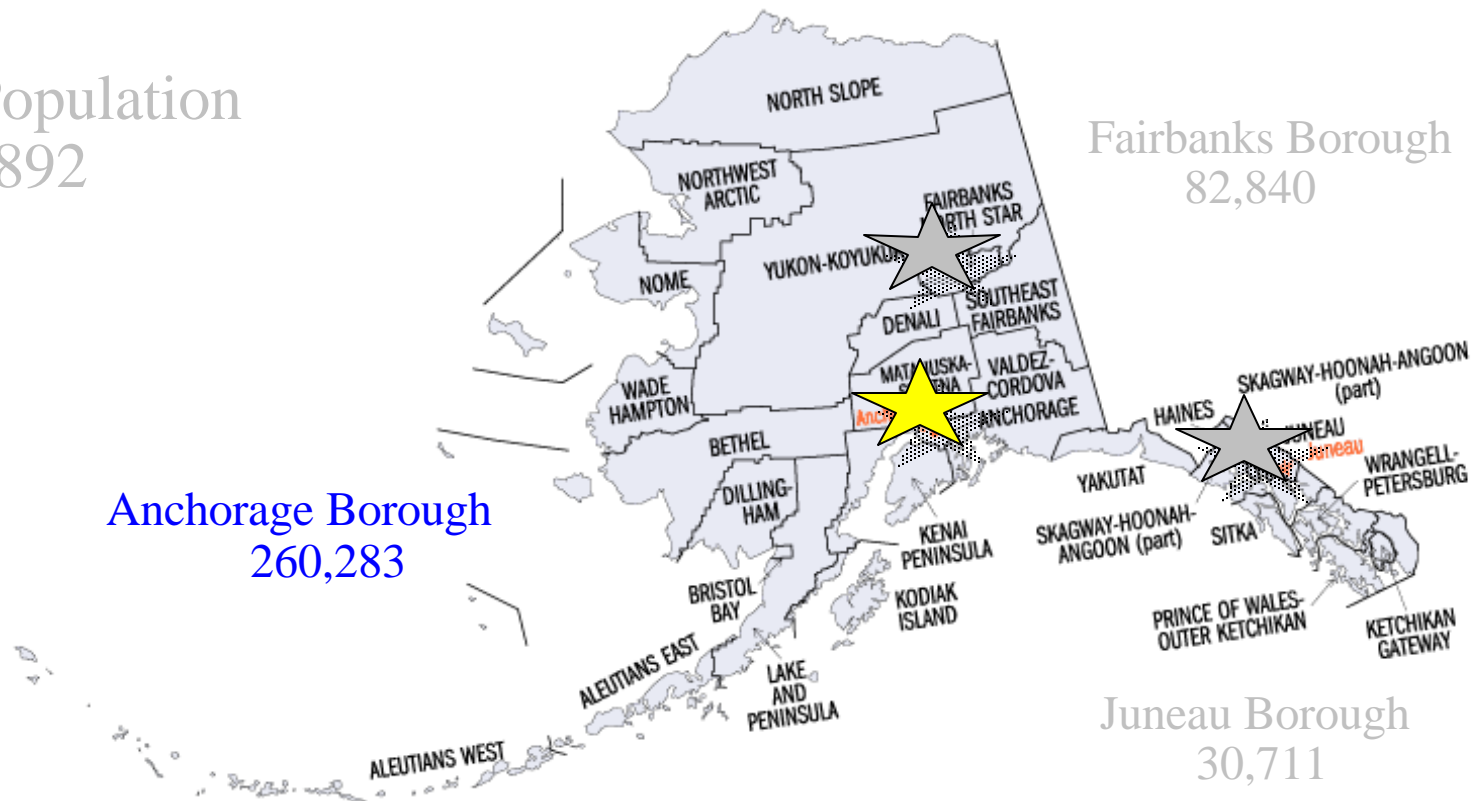 opulation
892
Fairbanks Borough
82,840
Anchorage Borough
260,283
Juneau Borough
30,711
NORTH SLOPE
NORTHWEST
ARCTIC
FAIRBANKS
NORTH STAR
NOME
YUKON-KOYUKU
SOUTHEAST
FAIRBANKS
DENALI
VALDEZ-
CORDOVA
WADE
HAMPTON
ANCHORAGE
BETHEL
DILLING-
HAM
SKAGWAY-HOONAH-ANGOON
(part)
HAINES
JUNEAU
Juneau
WRANGELL-
PETERSBURG
YAKUTAT
SKAGWAY-HOONAH-
ANGOON (part)
SITKA
KENAI
PENINSULA
BRISTOL
BAY
KODIAK
ISLAND
PRINCE OF WALES-
OUTER KETCHIKAN
KETCHIKAN
GATEWAY
ALEUTIANS EAST
LAKE
AND
PENINSULA
ALEUTIANS WEST